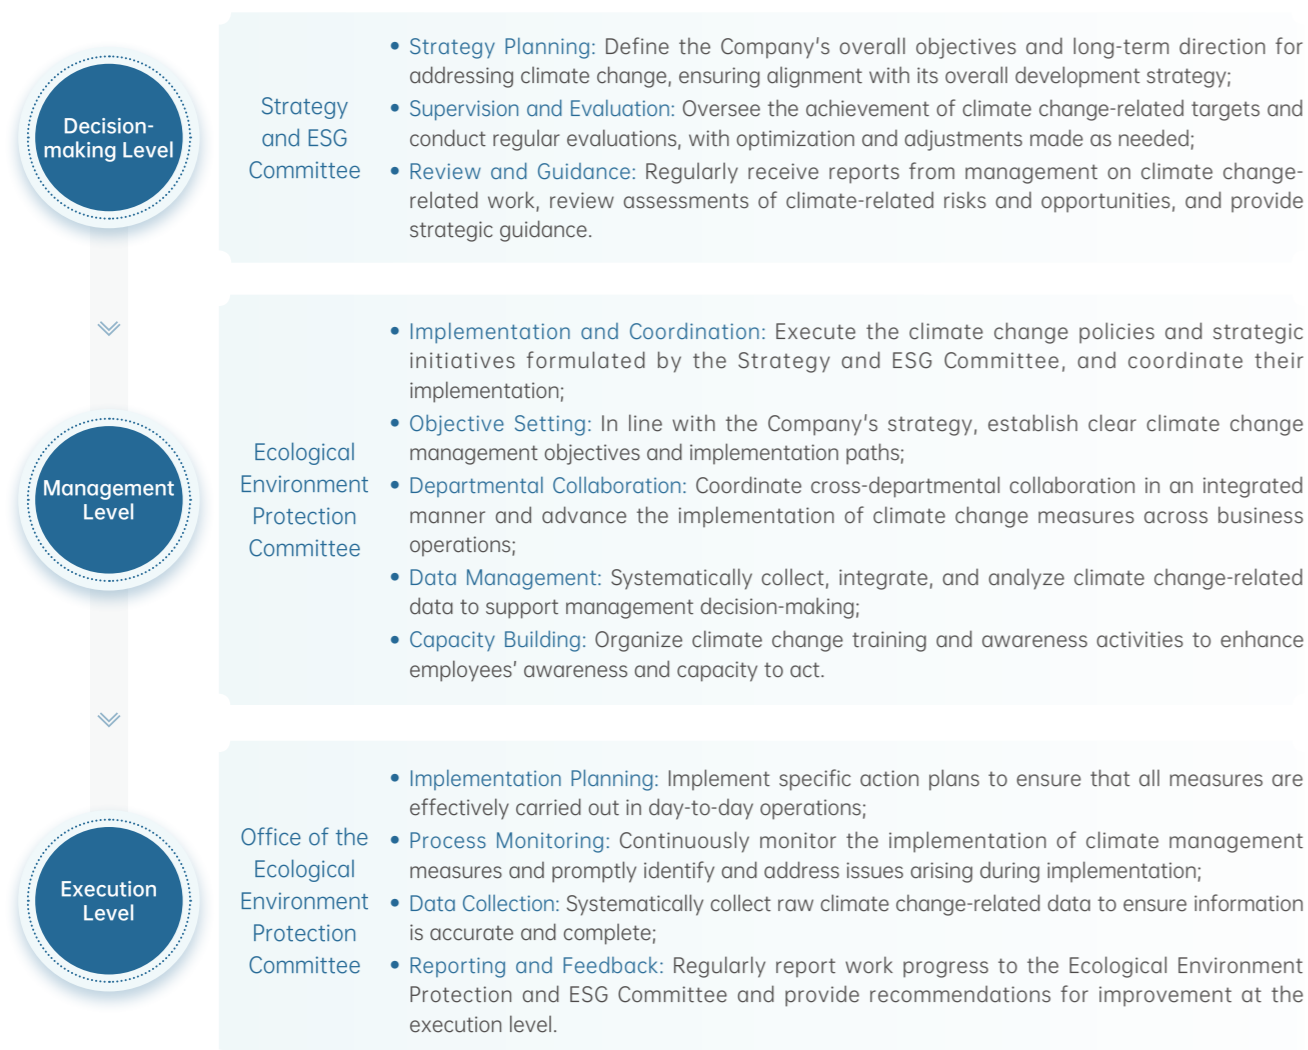 Decision-
making Level
Strategy
and ESG
Committee
• Strategy Planning: Define the Company's overall objectives and long-term direction for
addressing climate change, ensuring alignment with its overall development strategy;
• Supervision and Evaluation: Oversee the achievement of climate change-related targets and
conduct regular evaluations, with optimization and adjustments made as needed;
• Review and Guidance: Regularly receive reports from management on climate change-
related work, review assessments of climate-related risks and opportunities, and provide
strategic guidance.
Management
Level
Ecological
Environment
Protection
Committee
• Implementation and Coordination: Execute the climate change policies and strategic
initiatives formulated by the Strategy and ESG Committee, and coordinate their
implementation;
• Objective Setting: In line with the Company's strategy, establish clear climate change
management objectives and implementation paths;
• Departmental Collaboration: Coordinate cross-departmental collaboration in an integrated
manner and advance the implementation of climate change measures across business
operations;
• Data Management: Systematically collect, integrate, and analyze climate change-related
data to support management decision-making;
• Capacity Building: Organize climate change training and awareness activities to enhance
employees' awareness and capacity to act.
Execution
Level
Office of the
Ecological
Environment
Protection
Committee
• Implementation Planning: Implement specific action plans to ensure that all measures are
effectively carried out in day-to-day operations;
• Process Monitoring: Continuously monitor the implementation of climate management
measures and promptly identify and address issues arising during implementation;
• Data Collection: Systematically collect raw climate change-related data to ensure information
is accurate and complete;
• Reporting and Feedback: Regularly report work progress to the Ecological Environment
Protection and ESG Committee and provide recommendations for improvement at the
execution level.